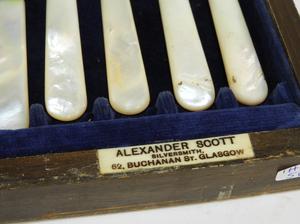 ALEXANDER SCOTT
SILVERSMITH,
62, BUCHANAN ST. GLASGOW